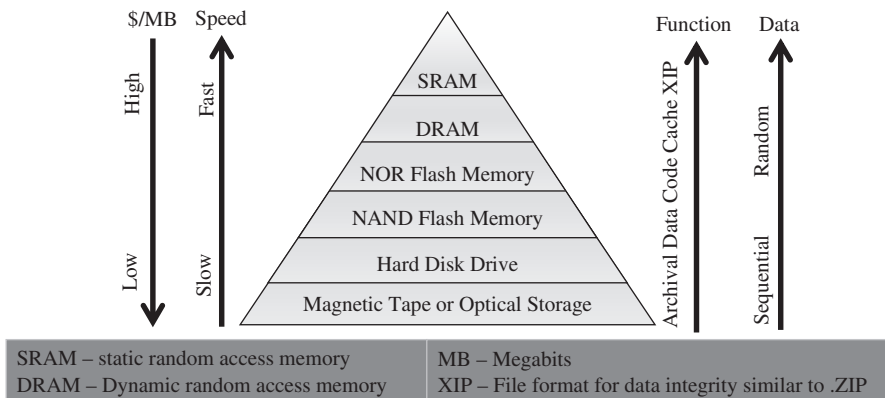 $/MB
Speed
Function
Data
High
Low
Fast
Slow
SRAM
DRAM
NOR Flash Memory
NAND Flash Memory
Hard Disk Drive
Magnetic Tape or Optical Storage
Archival Data Code Cache XIP
Random
Sequential
SRAM – static random access memory
DRAM – Dynamic random access memory
MB – Megabits
XIP – File format for data integrity similar to .ZIP